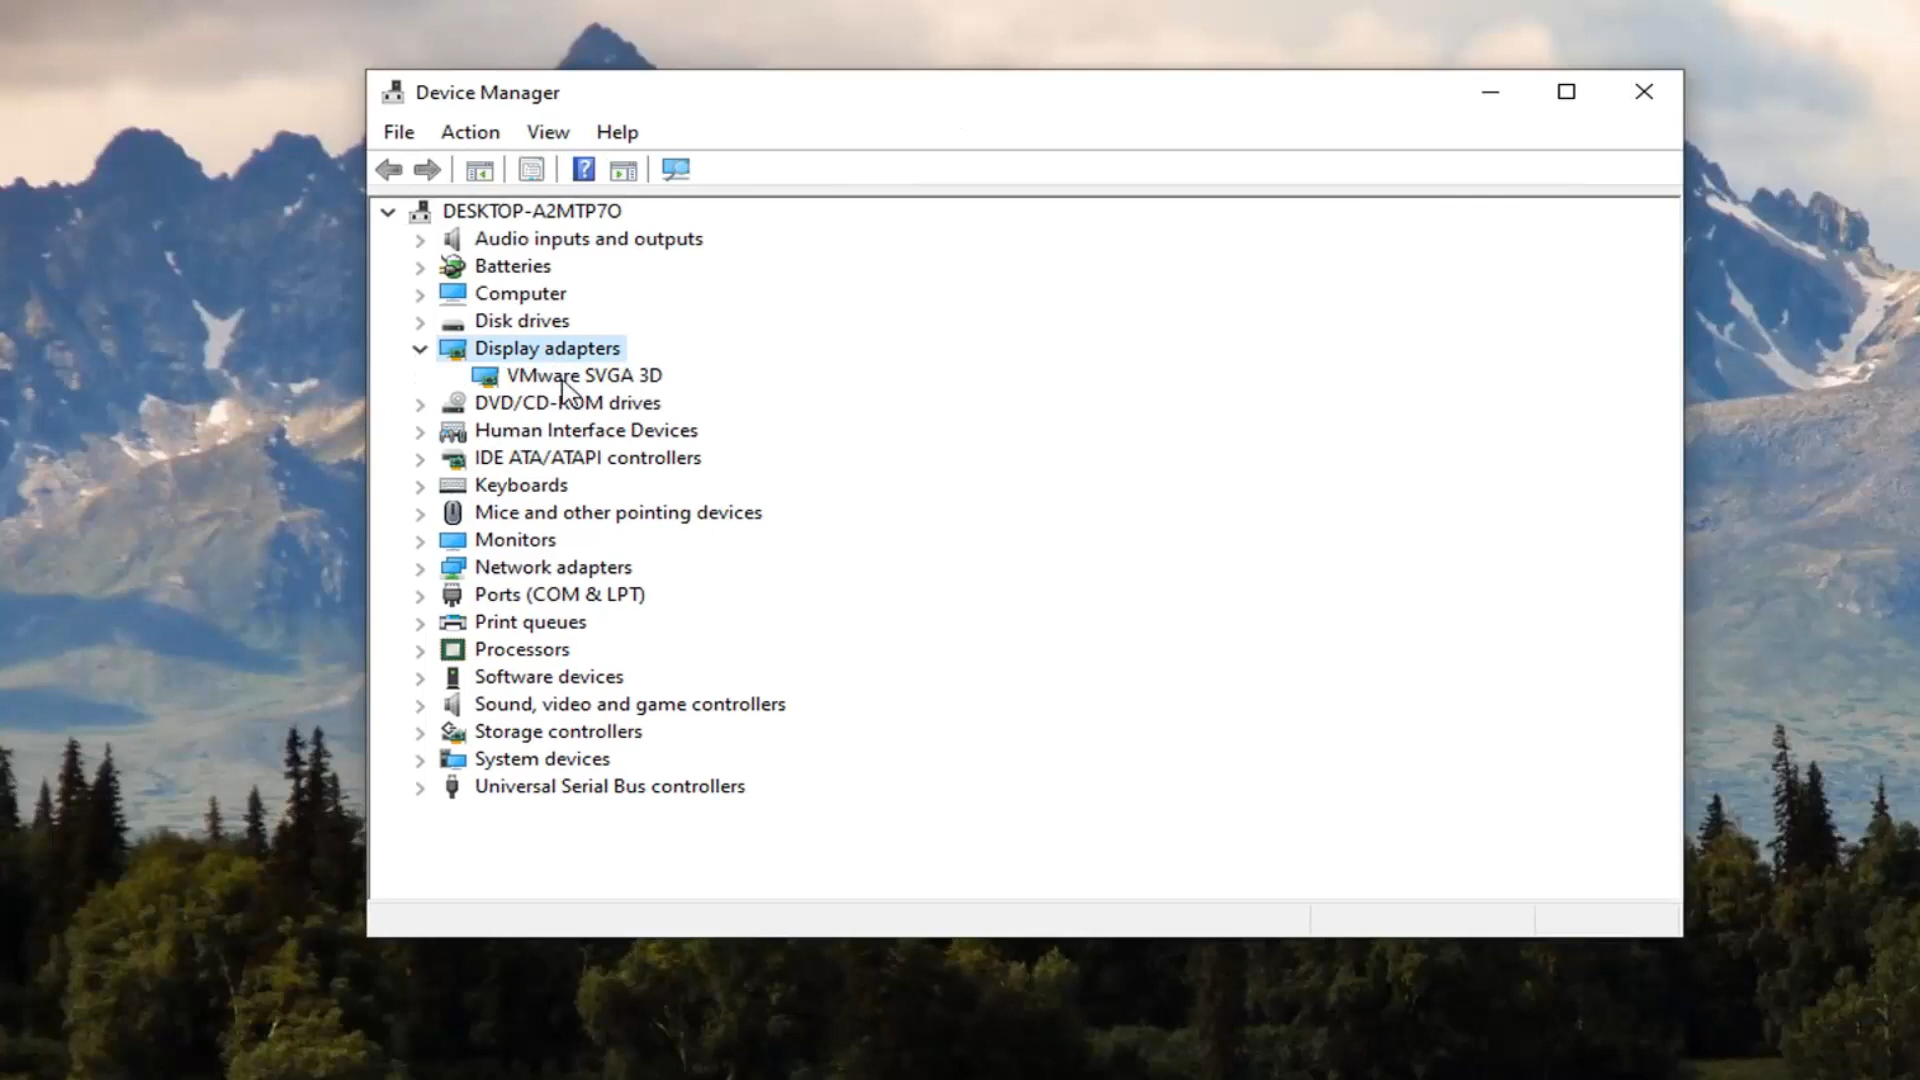 Device Manager
File Action View Help
?
DESKTOP-A2MTP7O
Audio inputs and outputs
Batteries
Computer
Disk drives
Display adapters
VMware SVGA 3D
DVD/CD-ROM drives
Human Interface Devices
IDE ATA/ATAPI controllers
Keyboards
Mice and other pointing devices
Monitors
Network adapters
Ports (COM & LPT)
Print queues
Processors
Software devices
Sound, video and game controllers
Storage controllers
System devices
Universal Serial Bus controllers